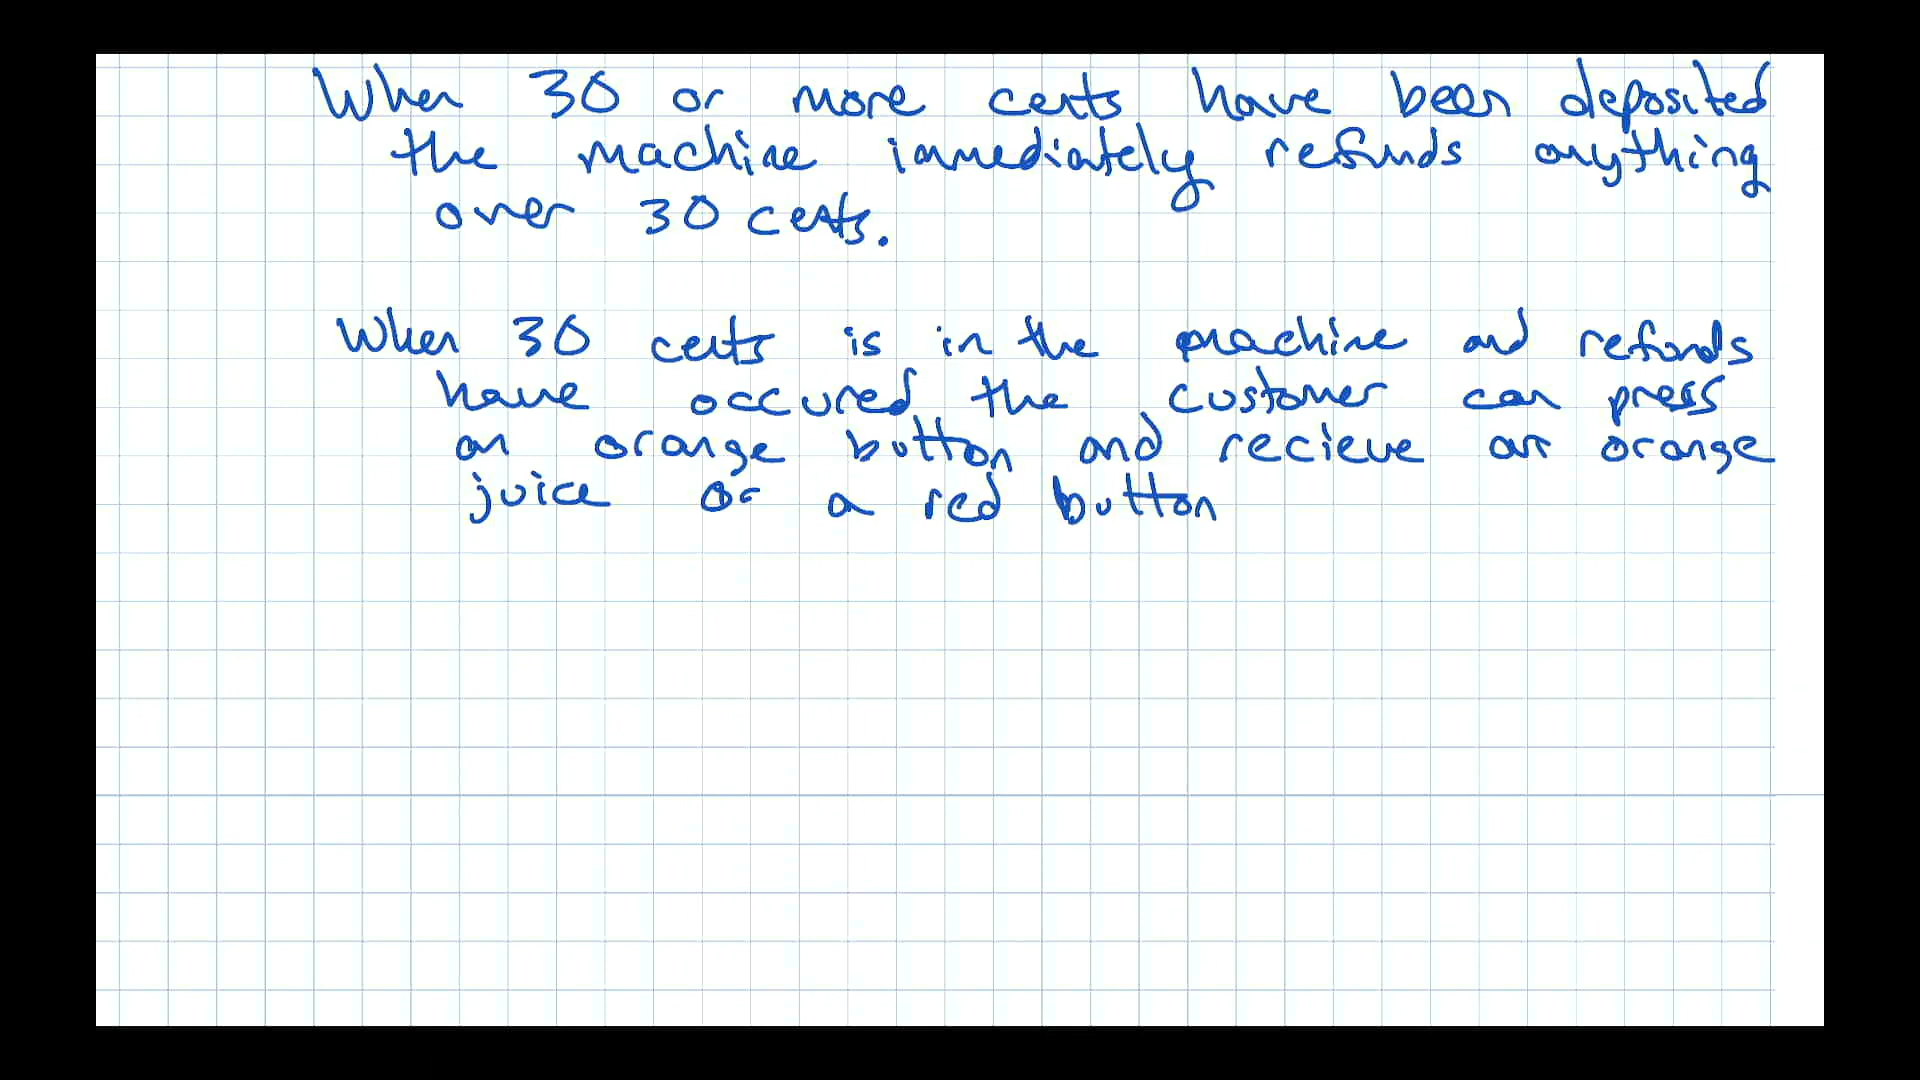 When 30 or more cents have been deposited
the machine immediately refunds anything
over 30 cents.
When 30 cents is in the machine and refunds
have occured the customer can press
an orange button and recieve an orange
juice or a red button